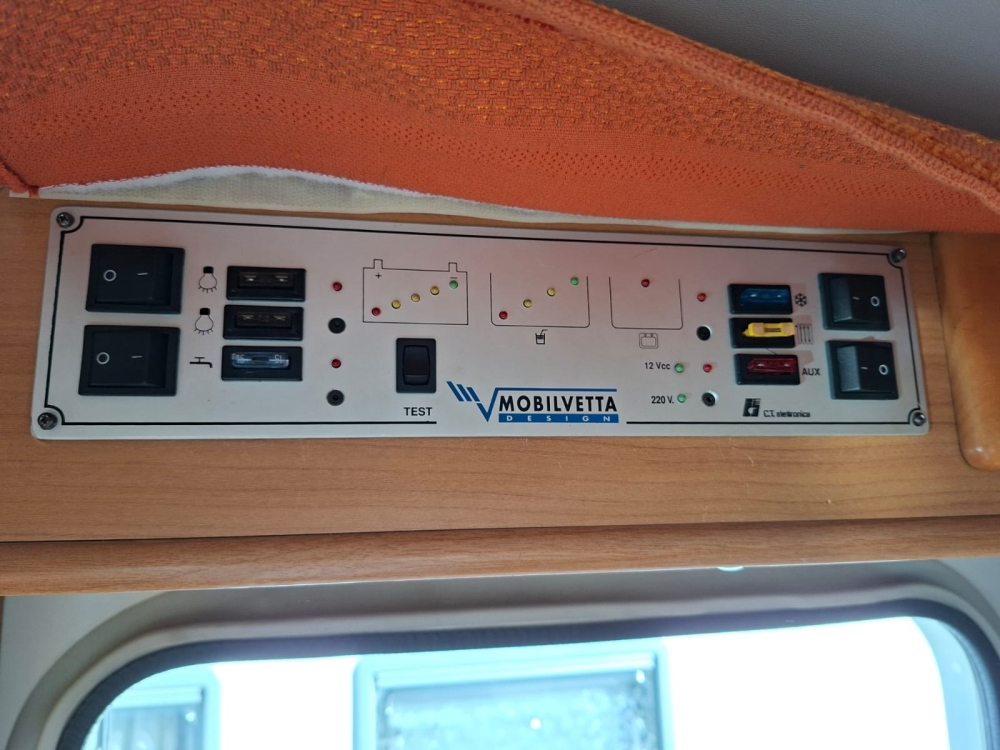 TEST
MOBILVETTA
DESIGN
12 Vcc
220 V.
AUX
C.T. elettronica